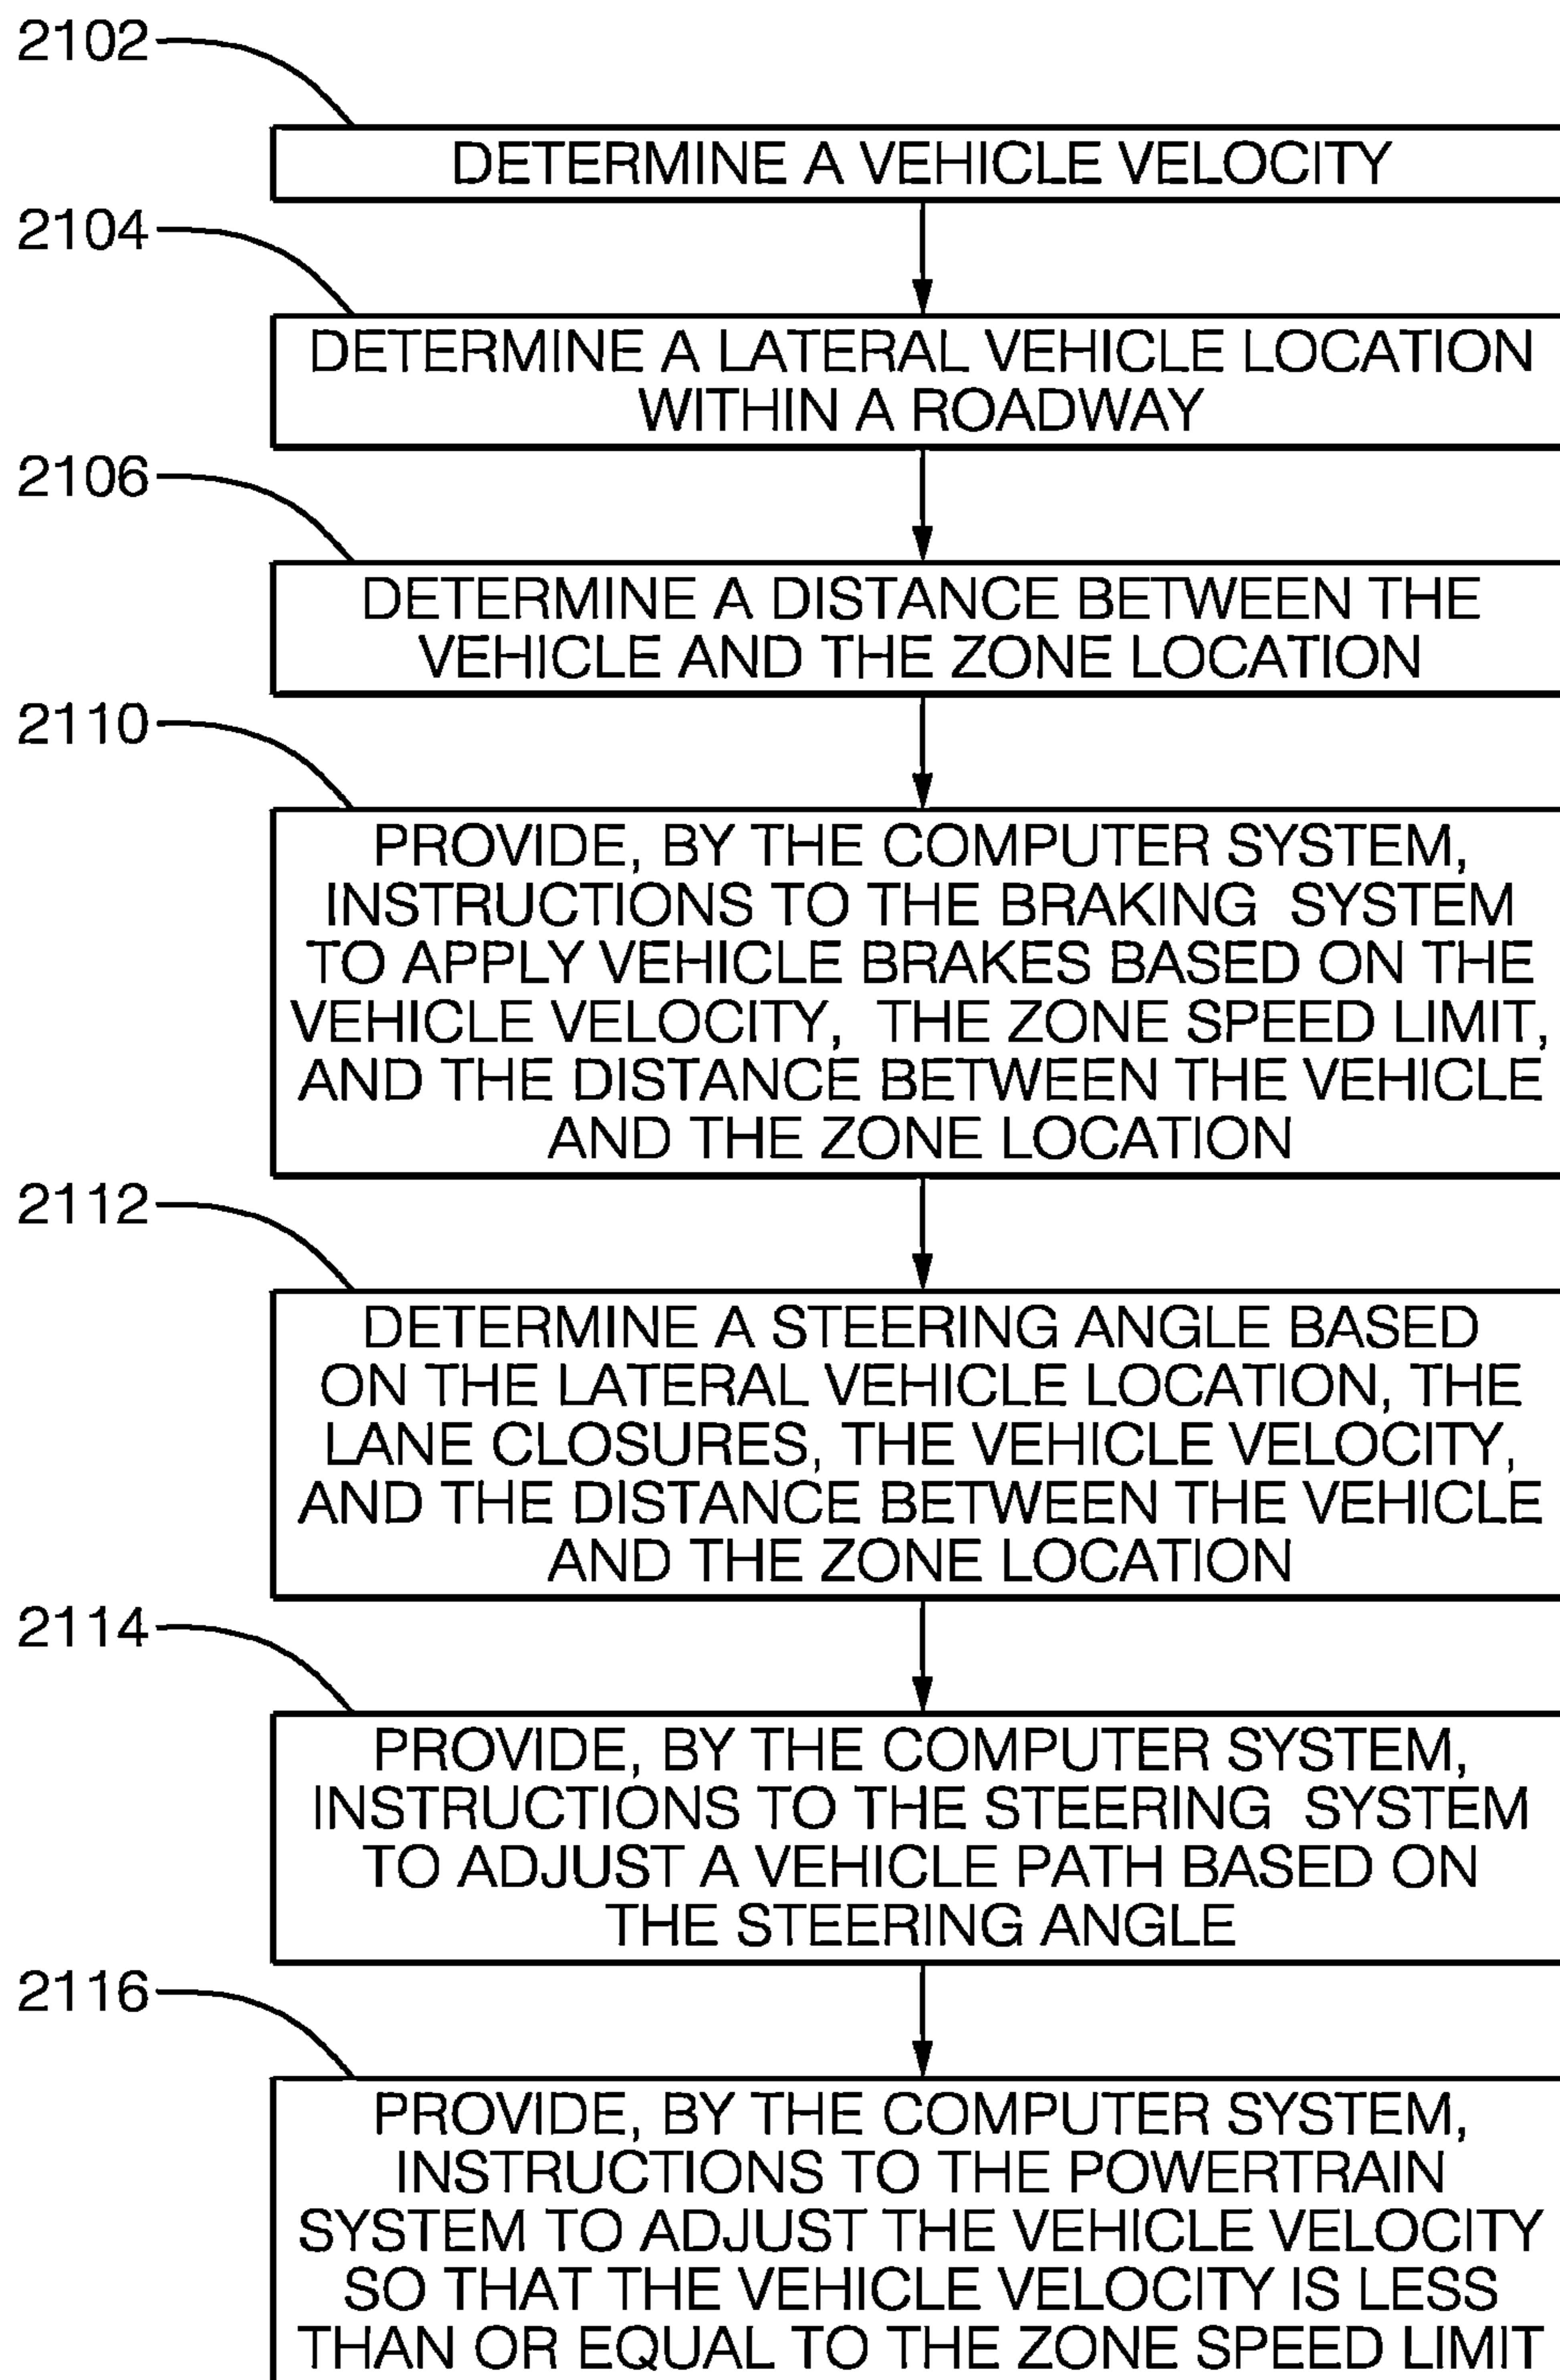 2102
DETERMINE A VEHICLE VELOCITY
2104
DETERMINE A LATERAL VEHICLE LOCATION
WITHIN A ROADWAY
2106
DETERMINE A DISTANCE BETWEEN THE
VEHICLE AND THE ZONE LOCATION
2110
PROVIDE, BY THE COMPUTER SYSTEM,
INSTRUCTIONS TO THE BRAKING SYSTEM
TO APPLY VEHICLE BRAKES BASED ON THE
VEHICLE VELOCITY, THE ZONE SPEED LIMIT,
AND THE DISTANCE BETWEEN THE VEHICLE
AND THE ZONE LOCATION
2112
DETERMINE A STEERING ANGLE BASED
ON THE LATERAL VEHICLE LOCATION, THE
LANE CLOSURES, THE VEHICLE VELOCITY,
AND THE DISTANCE BETWEEN THE VEHICLE
AND THE ZONE LOCATION
2114
PROVIDE, BY THE COMPUTER SYSTEM,
INSTRUCTIONS TO THE STEERING SYSTEM
TO ADJUST A VEHICLE PATH BASED ON
THE STEERING ANGLE
2116
PROVIDE, BY THE COMPUTER SYSTEM,
INSTRUCTIONS TO THE POWERTRAIN
SYSTEM TO ADJUST THE VEHICLE VELOCITY
SO THAT THE VEHICLE VELOCITY IS LESS
THAN OR EQUAL TO THE ZONE SPEED LIMIT